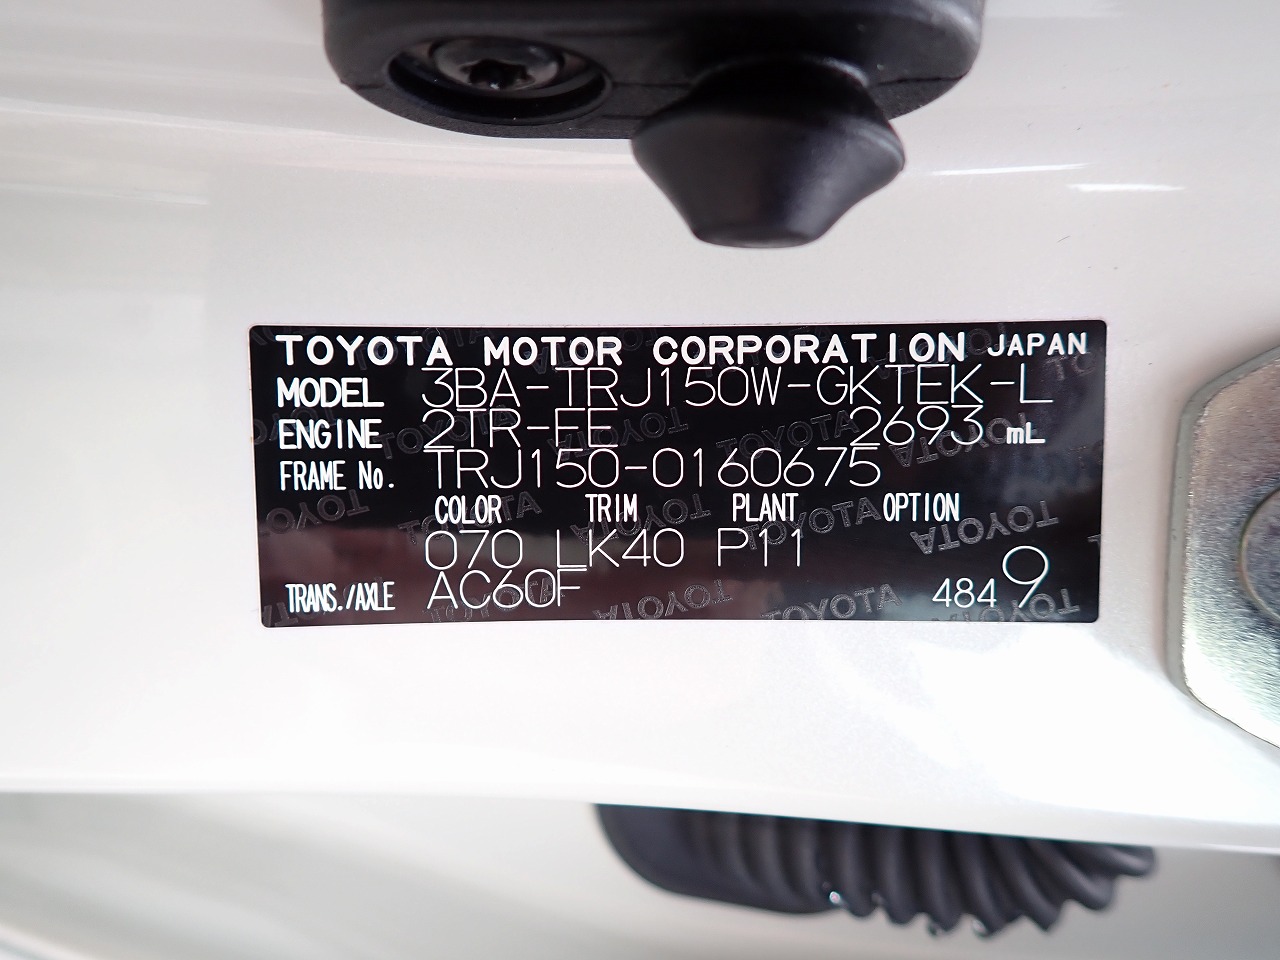 TOYOTA MOTOR CORPORATION JAPAN
MODEL 3BA-TRJ150W-GKTEK-L
ENGINE 2TR-FE 2693 mL
FRAME No. TRJ150-0160675
COLOR TRIM PLANT OPTION
070 LK40 P11
TRANS./AXLE AC60F 484 9